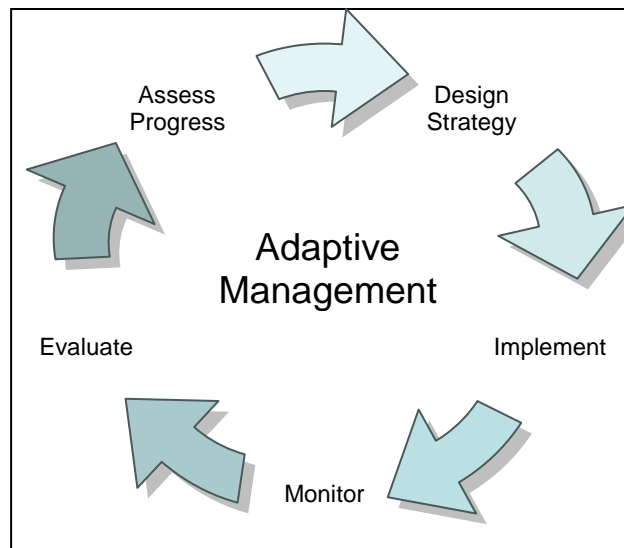 Assess
Progress
Design
Strategy
Adaptive
Management
Evaluate
Implement
Monitor